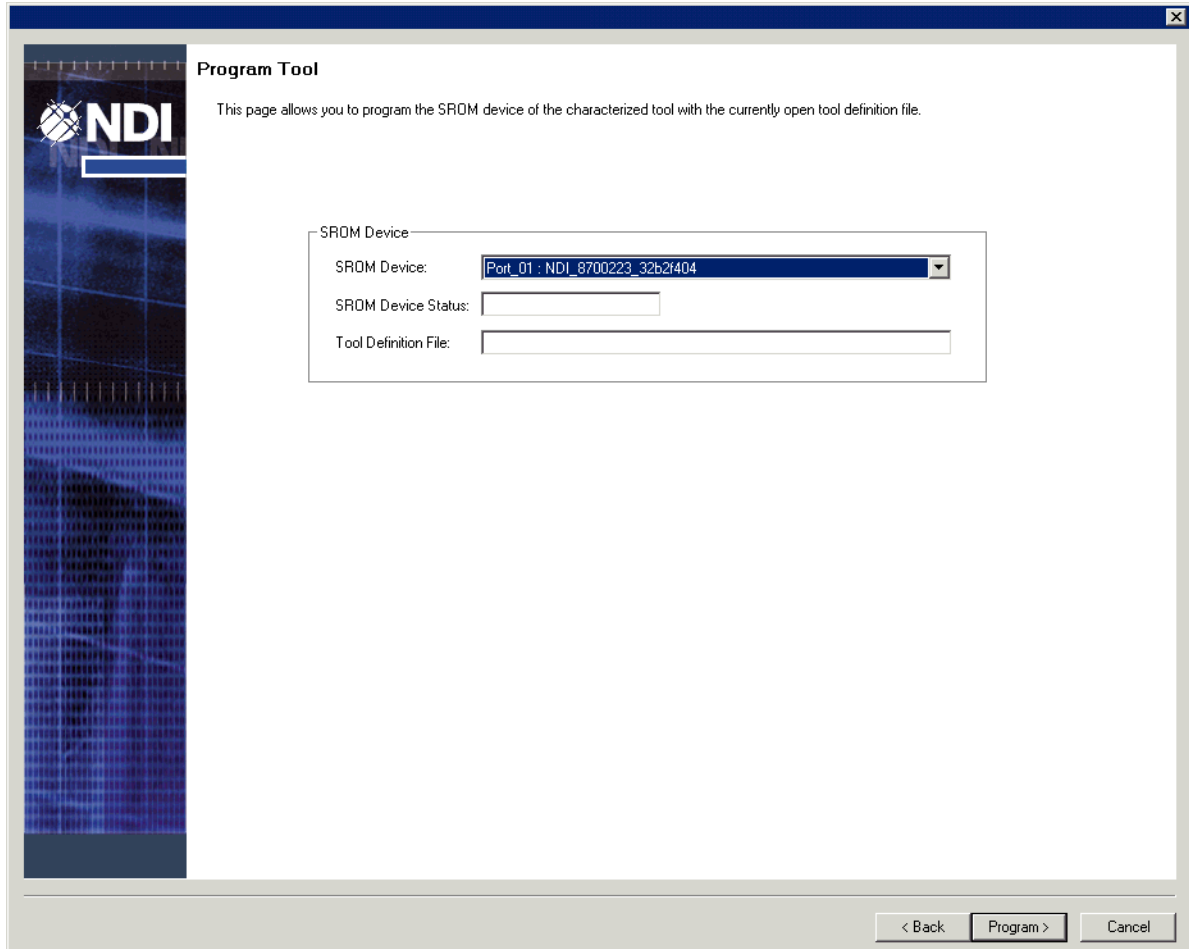 Program Tool
This page allows you to program the SROM device of the characterized tool with the currently open tool definition file.
NDI
SROM Device
SROM Device: Port_01 : NDI_8700223_32b2f404
SROM Device Status:
Tool Definition File:
< Back Program > Cancel